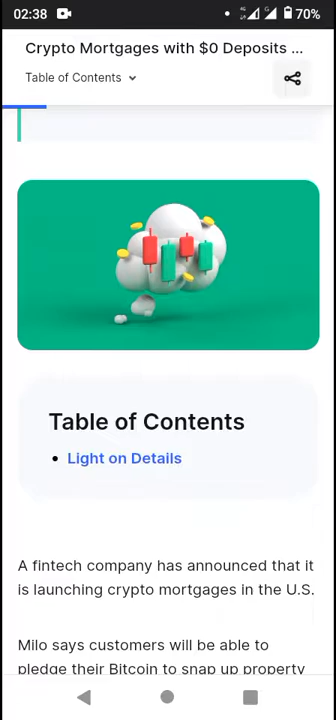 02:38 70%
Crypto Mortgages with $0 Deposits ...
Table of Contents
Table of Contents
• Light on Details
A fintech company has announced that it
is launching crypto mortgages in the U.S.
Milo says customers will be able to
pledge their Bitcoin to snap up property